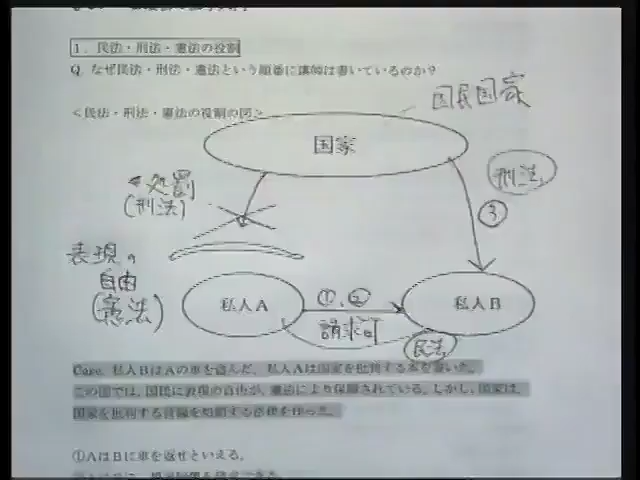 1. 民法・刑法・憲法の役割
Q. なぜ民法・刑法・憲法という順番に講師は書いているのか?
<民法・刑法・憲法の役割の図>
国民国家
国家
処罰
(刑法)
刑法
③
表現の
自由
(憲法)
私人A
①、②
請求可
私人B
民法
Case. 私人BはAの車を盗んだ。私人Aは国家を批判する本を書いた。
この国では、国民に表現の自由が、憲法により保障されている。しかし、国家は、
国家を批判する言論を処罰する法律を作った。
①AはBに車を返せといえる。